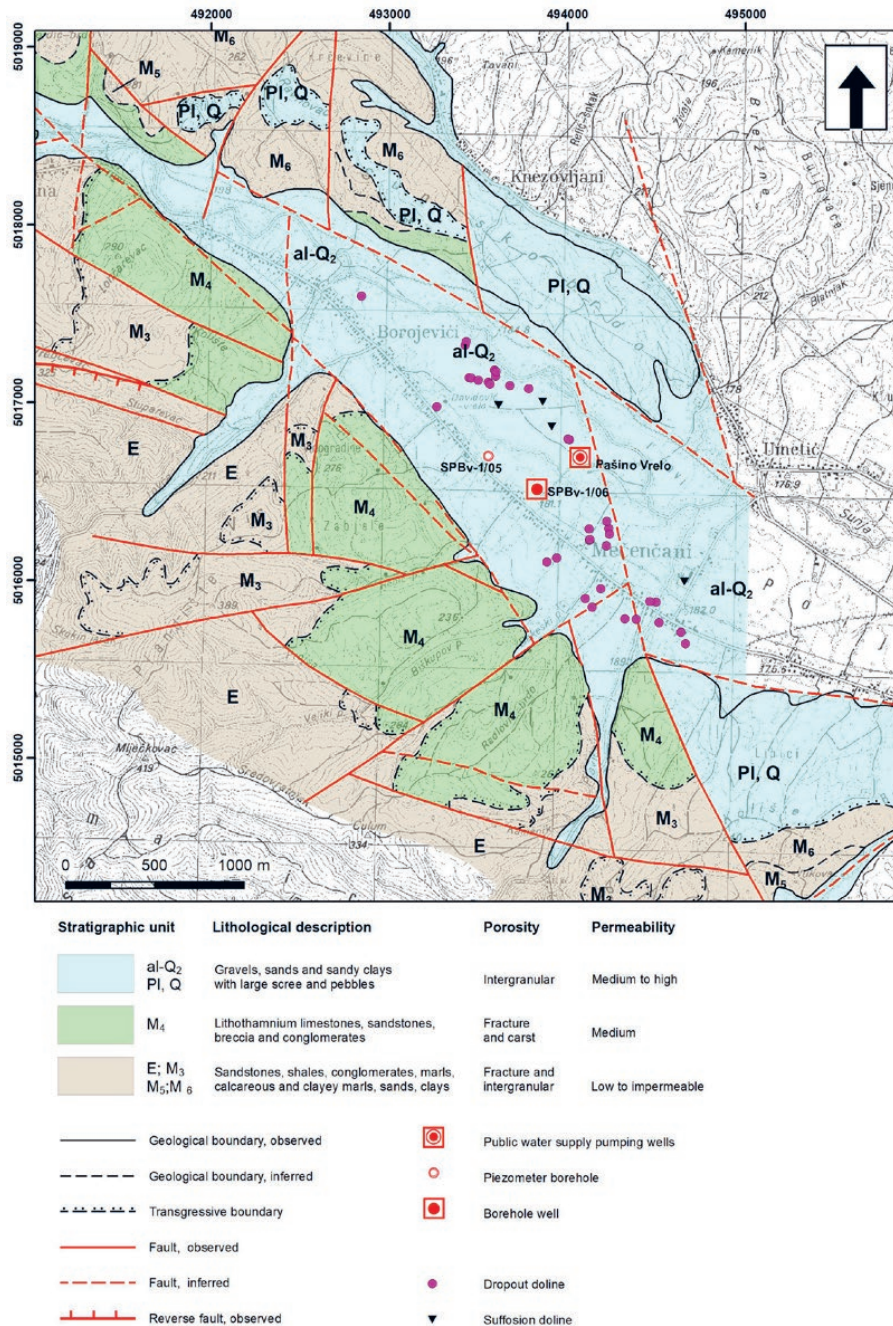 492000 493000 494000 495000
5019000
5018000
5017000
5016000
5015000
M₆
M₅
Pl, Q
Pl, Q
M₆
M₆
Pl, Q
Knezovljani
al-Q₂
Pl, Q
M₄
Borojevići
al-Q₂
M₃
E
Umetić
SPBv-1/05
Pašino Vrelo
SPBv-1/06
E
M₃
M₄
M₃
Mečenčani
M₃
al-Q₂
M₄
E
M₄
M₄
Pl, Q
M₃
E
M₆
M₅
M₃
0 500 1000 m
Stratigraphic unit Lithological description Porosity Permeability
al-Q₂
Pl, Q
Gravels, sands and sandy clays
with large scree and pebbles
Intergranular
Medium to high
M₄
Lithothamnium limestones, sandstones,
breccia and conglomerates
Fracture
and carst
Medium
E; M₃
M₅;M ₆
Sandstones, shales, conglomerates, marls,
calcareous and clayey marls, sands, clays
Fracture and
intergranular
Low to impermeable
Geological boundary, observed
Geological boundary, inferred
Transgressive boundary
Fault, observed
Fault, inferred
Reverse fault, observed
Public water supply pumping wells
Piezometer borehole
Borehole well
Dropout doline
Suffosion doline